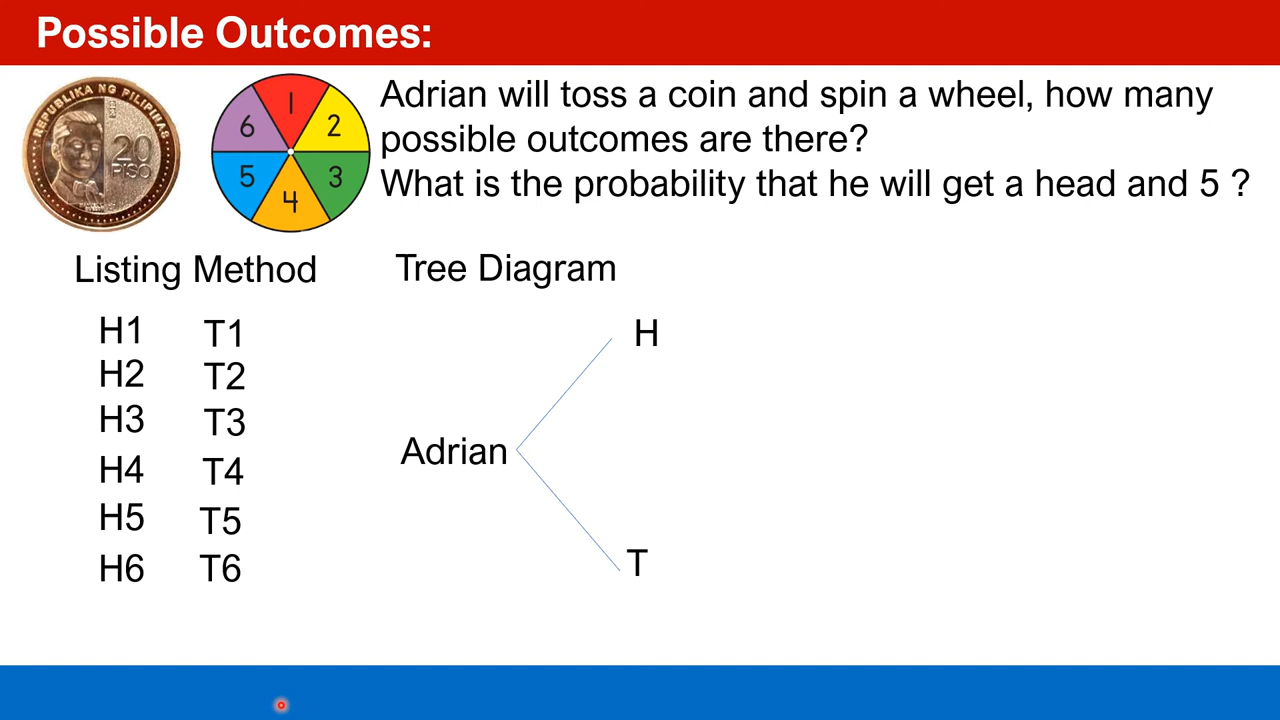 Possible Outcomes:
REPUBLIKA NG PILIPINAS
20
PISO
1
2
3
4
5
6
Adrian will toss a coin and spin a wheel, how many
possible outcomes are there?
What is the probability that he will get a head and 5 ?
Listing Method
Tree Diagram
H1 T1
H2 T2
H3 T3
H4 T4
H5 T5
H6 T6
H
Adrian
T